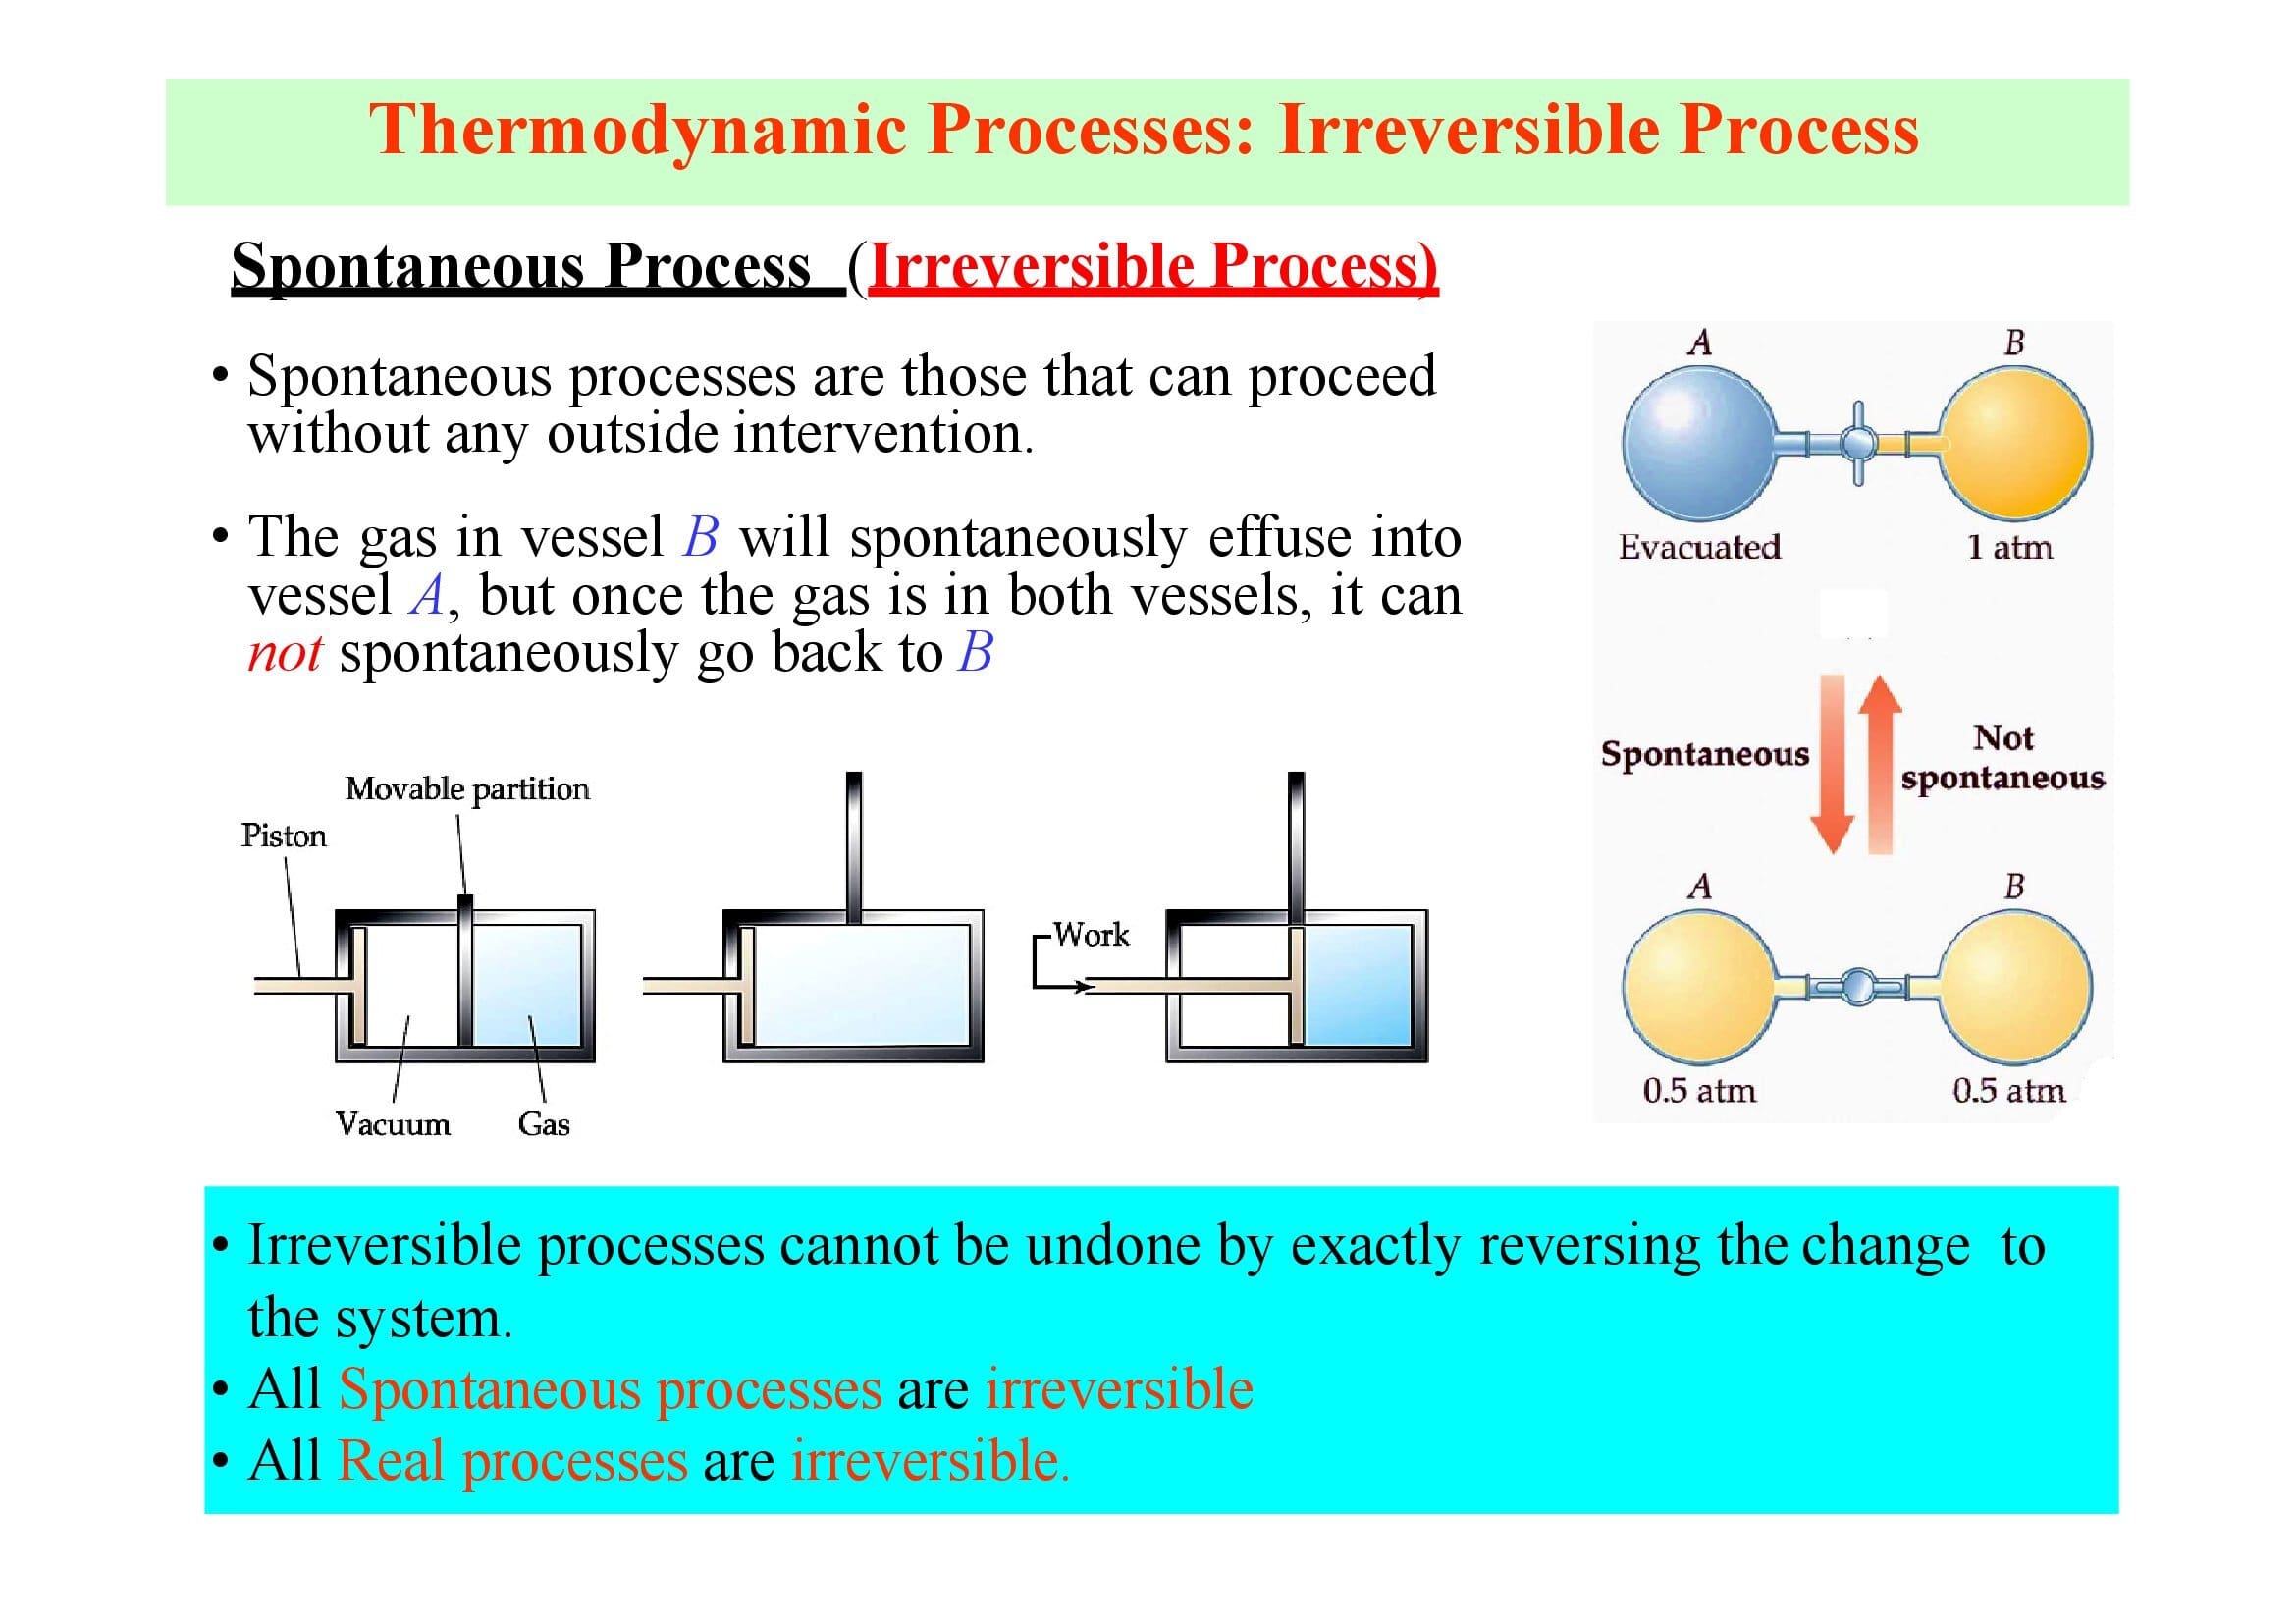 Thermodynamic Processes: Irreversible Process
Spontaneous Process (Irreversible Process)
• Spontaneous processes are those that can proceed
without any outside intervention.
• The gas in vessel B will spontaneously effuse into
vessel A, but once the gas is in both vessels, it can
not spontaneously go back to B
A B
Evacuated 1 atm
Spontaneous
Not
spontaneous
A B
0.5 atm 0.5 atm
Movable partition
Piston
Work
Vacuum Gas
• Irreversible processes cannot be undone by exactly reversing the change to
the system.
• All Spontaneous processes are irreversible
• All Real processes are irreversible.